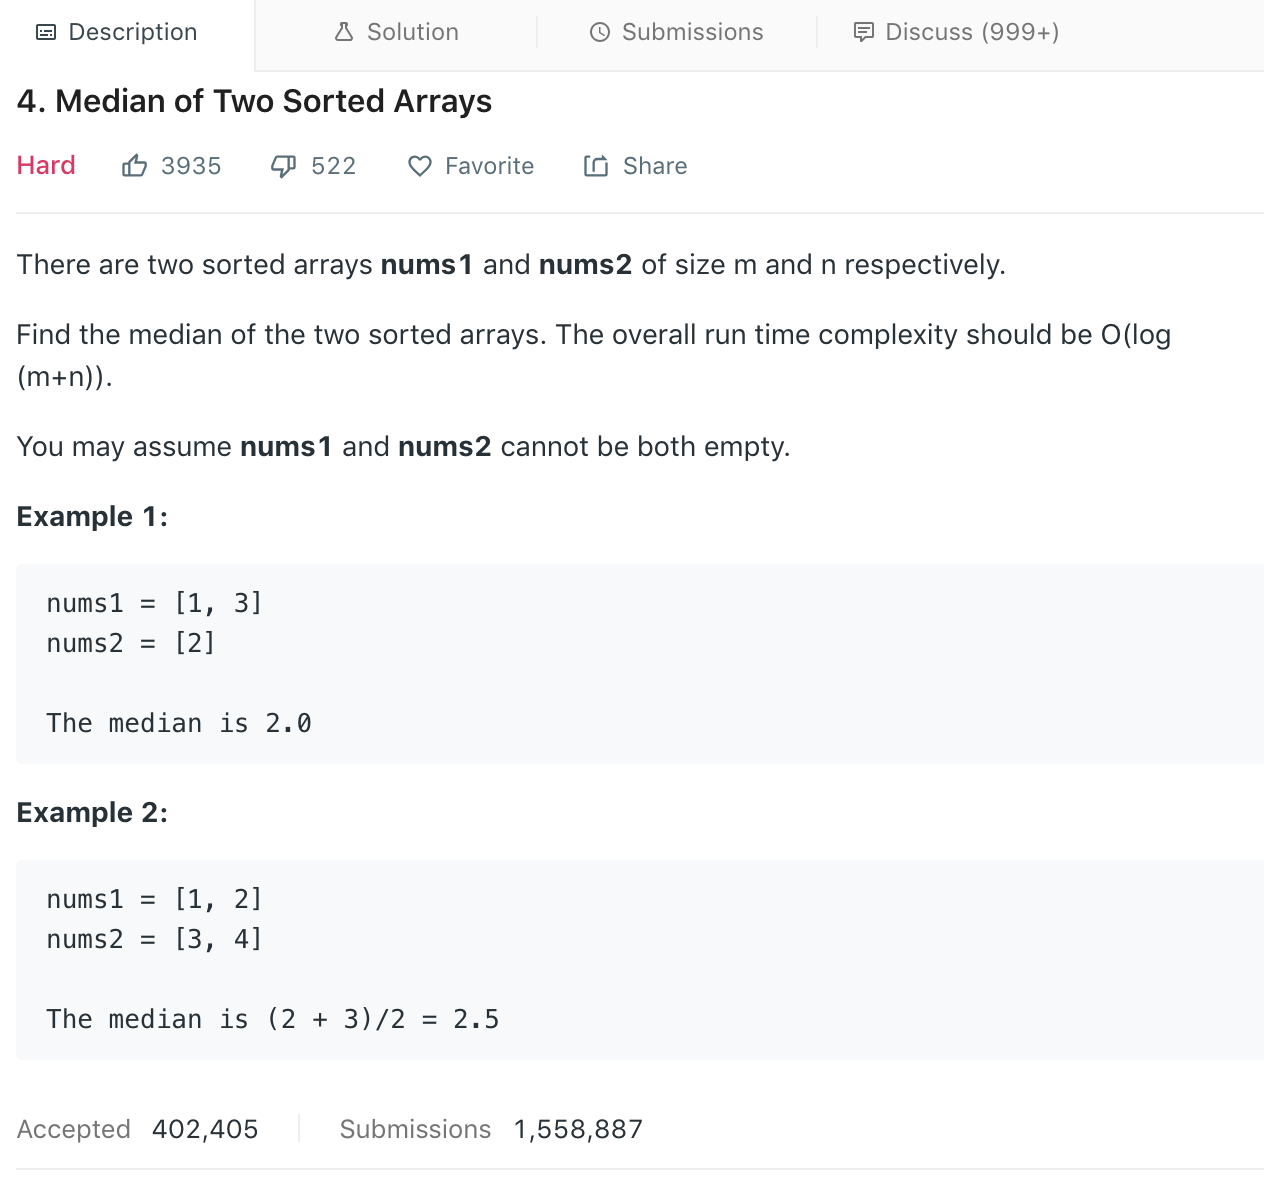 Description
Solution
Submissions
Discuss (999+)
4. Median of Two Sorted Arrays
Hard 3935 522 Favorite Share
There are two sorted arrays nums1 and nums2 of size m and n respectively.
Find the median of the two sorted arrays. The overall run time complexity should be O(log
(m+n)).
You may assume nums1 and nums2 cannot be both empty.
Example 1:
nums1 = [1, 3]
nums2 = [2]
The median is 2.0
Example 2:
nums1 = [1, 2]
nums2 = [3, 4]
The median is (2 + 3)/2 = 2.5
Accepted 402,405 Submissions 1,558,887